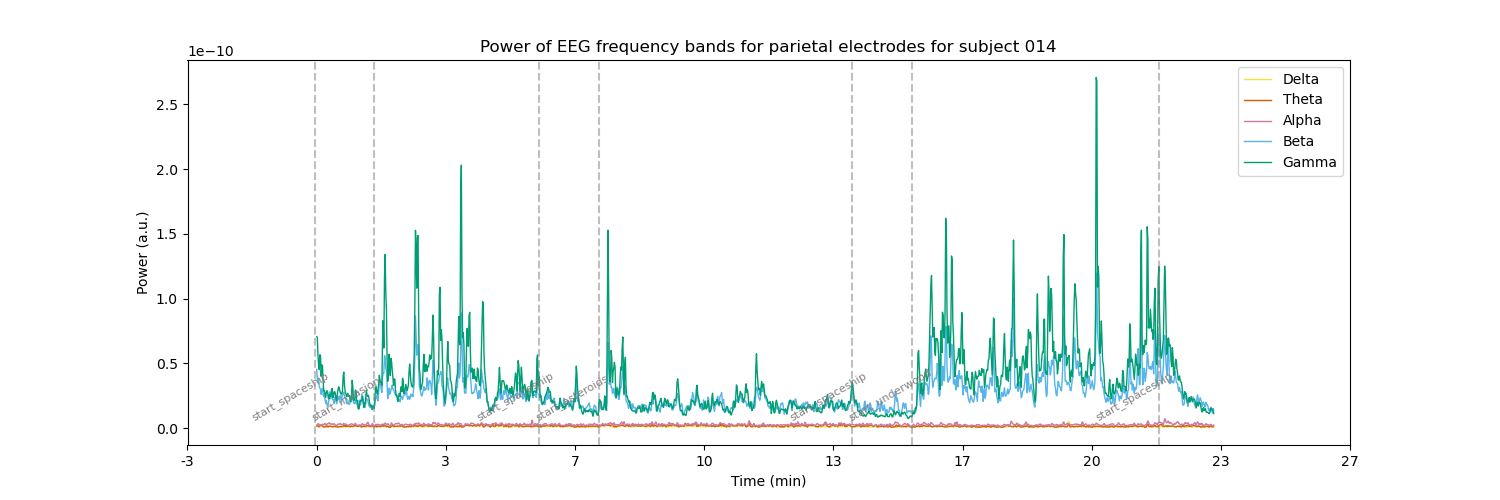 Power of EEG frequency bands for parietal electrodes for subject 014
1e−10
Delta
Theta
Alpha
Beta
Gamma
2.5
2.0
1.5
1.0
0.5
0.0
Power (a.u.)
start_spaceship
start_spaceship
start_asteroids
start_spaceship
start_underwood
start_spaceship
-3
0
3
7
10
13
17
20
23
27
Time (min)